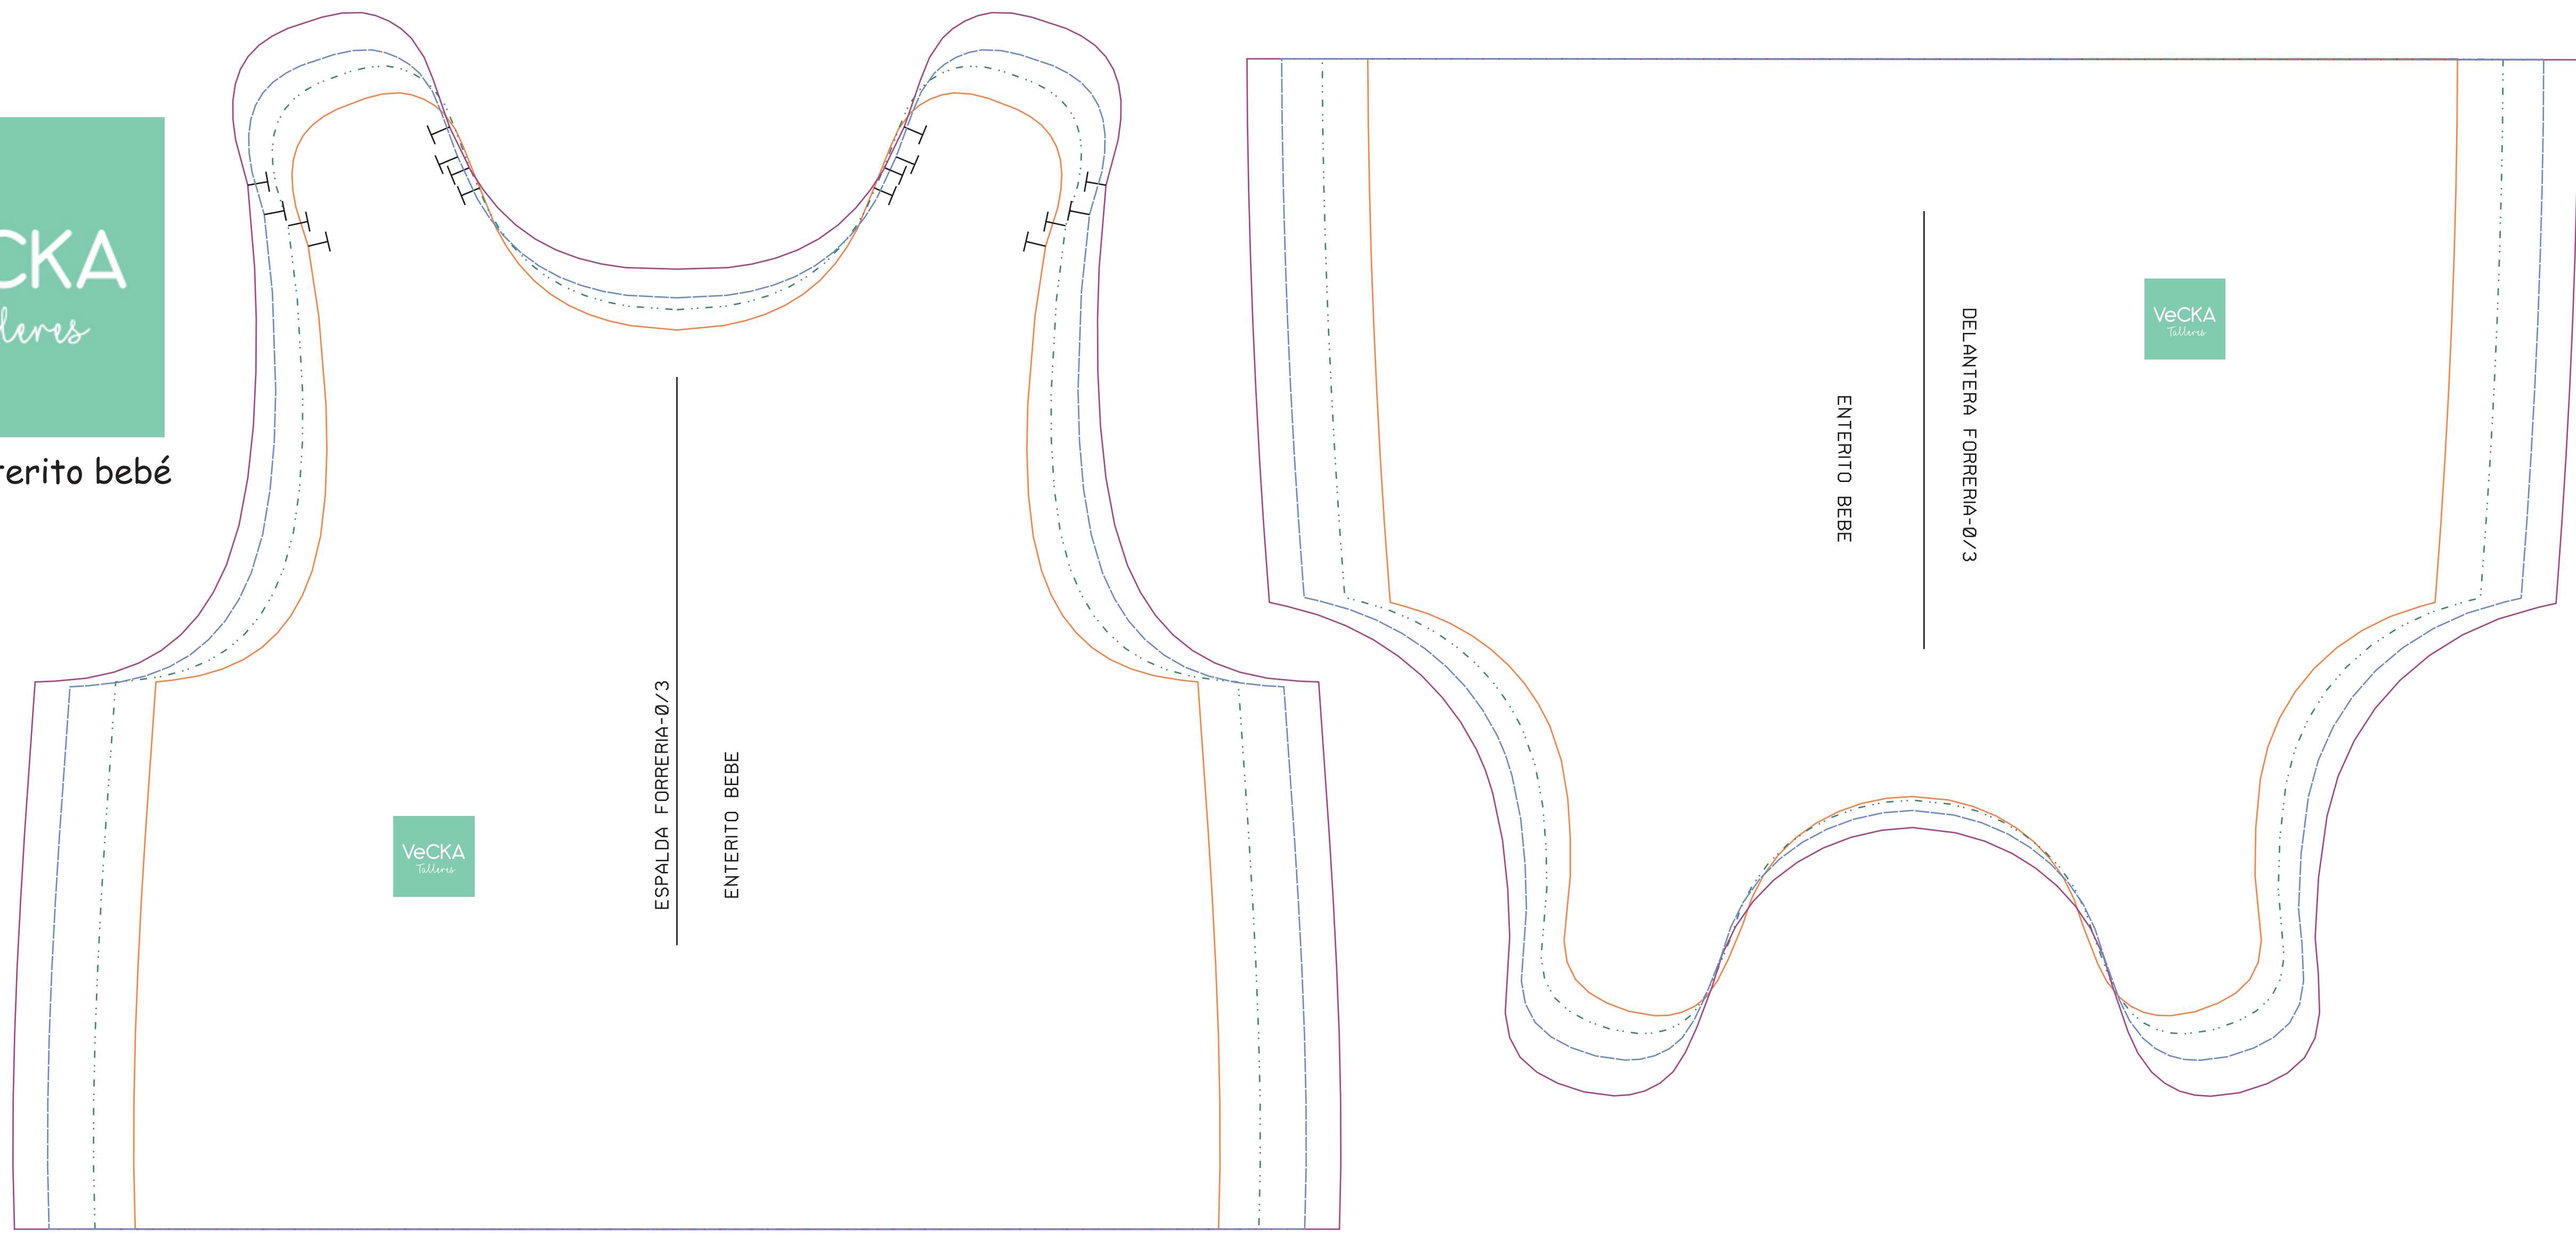 CKA
lleres
terito bebé
ESPALDA FORRERIA-0/3
ENTERITO BEBE
VeCKA
Talleres
ENTERITO BEBE
DELANTERA FORRERIA-0/3
VeCKA
Talleres